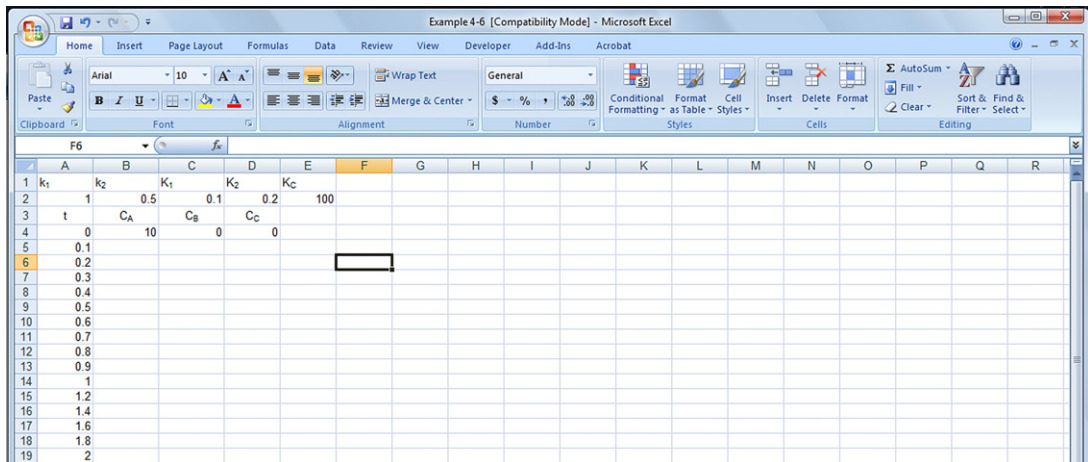 Example 4-6 [Compatibility Mode] - Microsoft Excel
Home Insert Page Layout Formulas Data Review View Developer Add-Ins Acrobat
Arial 10 Wrap Text General Σ AutoSum
Fill
Paste B I U Merge & Center $ % , Conditional Format Cell Insert Delete Format Clear Sort & Find &
Formatting as Table Styles Filter Select
Clipboard Font Alignment Number Styles Cells Editing
F6 fx
A B C D E F G H I J K L M N O P Q R
1 k₁ k₂ K₁ K₂ K_C
2 1 0.5 0.1 0.2 100
3 t C_A C_B C_C
4 0 10 0 0
5 0.1
6 0.2
7 0.3
8 0.4
9 0.5
10 0.6
11 0.7
12 0.8
13 0.9
14 1
15 1.2
16 1.4
17 1.6
18 1.8
19 2